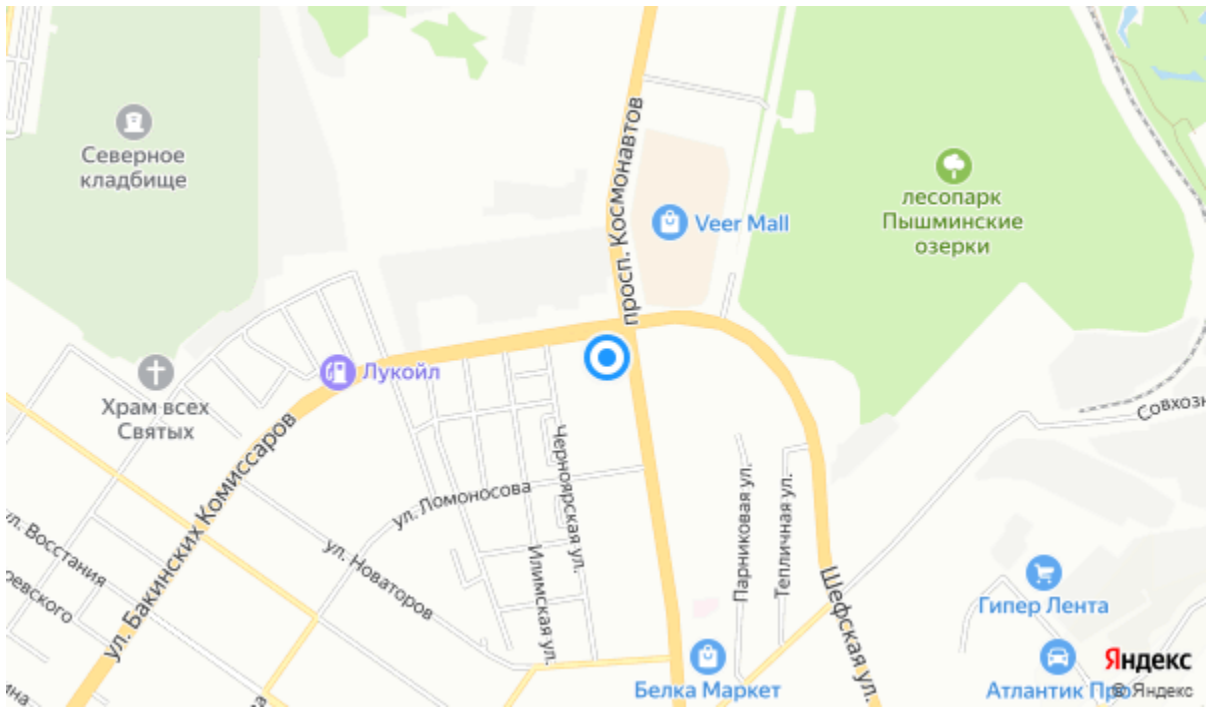 Северное
кладбище
просп. Космонавтов
Veer Mall
лесопарк
Пышминские
озерки
Лукойл
Храм всех
Святых
ул. Бакинских Комиссаров
Совхозн
Черноярская ул.
ул. Ломоносова
Парниковая ул.
Тепличная ул.
ул. Восстания
ул. Новаторов
Илимская ул.
оевского
Шефская ул.
Гипер Лента
Белка Маркет
Атлантик Про
Яндекс
© Яндекс
ина